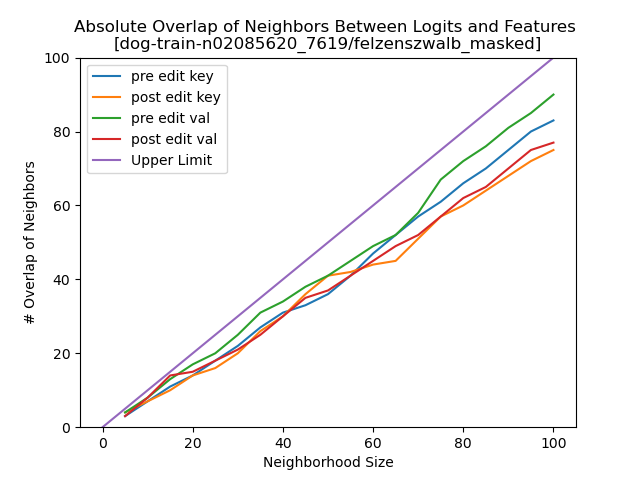 Absolute Overlap of Neighbors Between Logits and Features
[dog-train-n02085620_7619/felzenszwalb_masked]
100
80
60
40
20
0
# Overlap of Neighbors
pre edit key
post edit key
pre edit val
post edit val
Upper Limit
0 20 40 60 80 100
Neighborhood Size